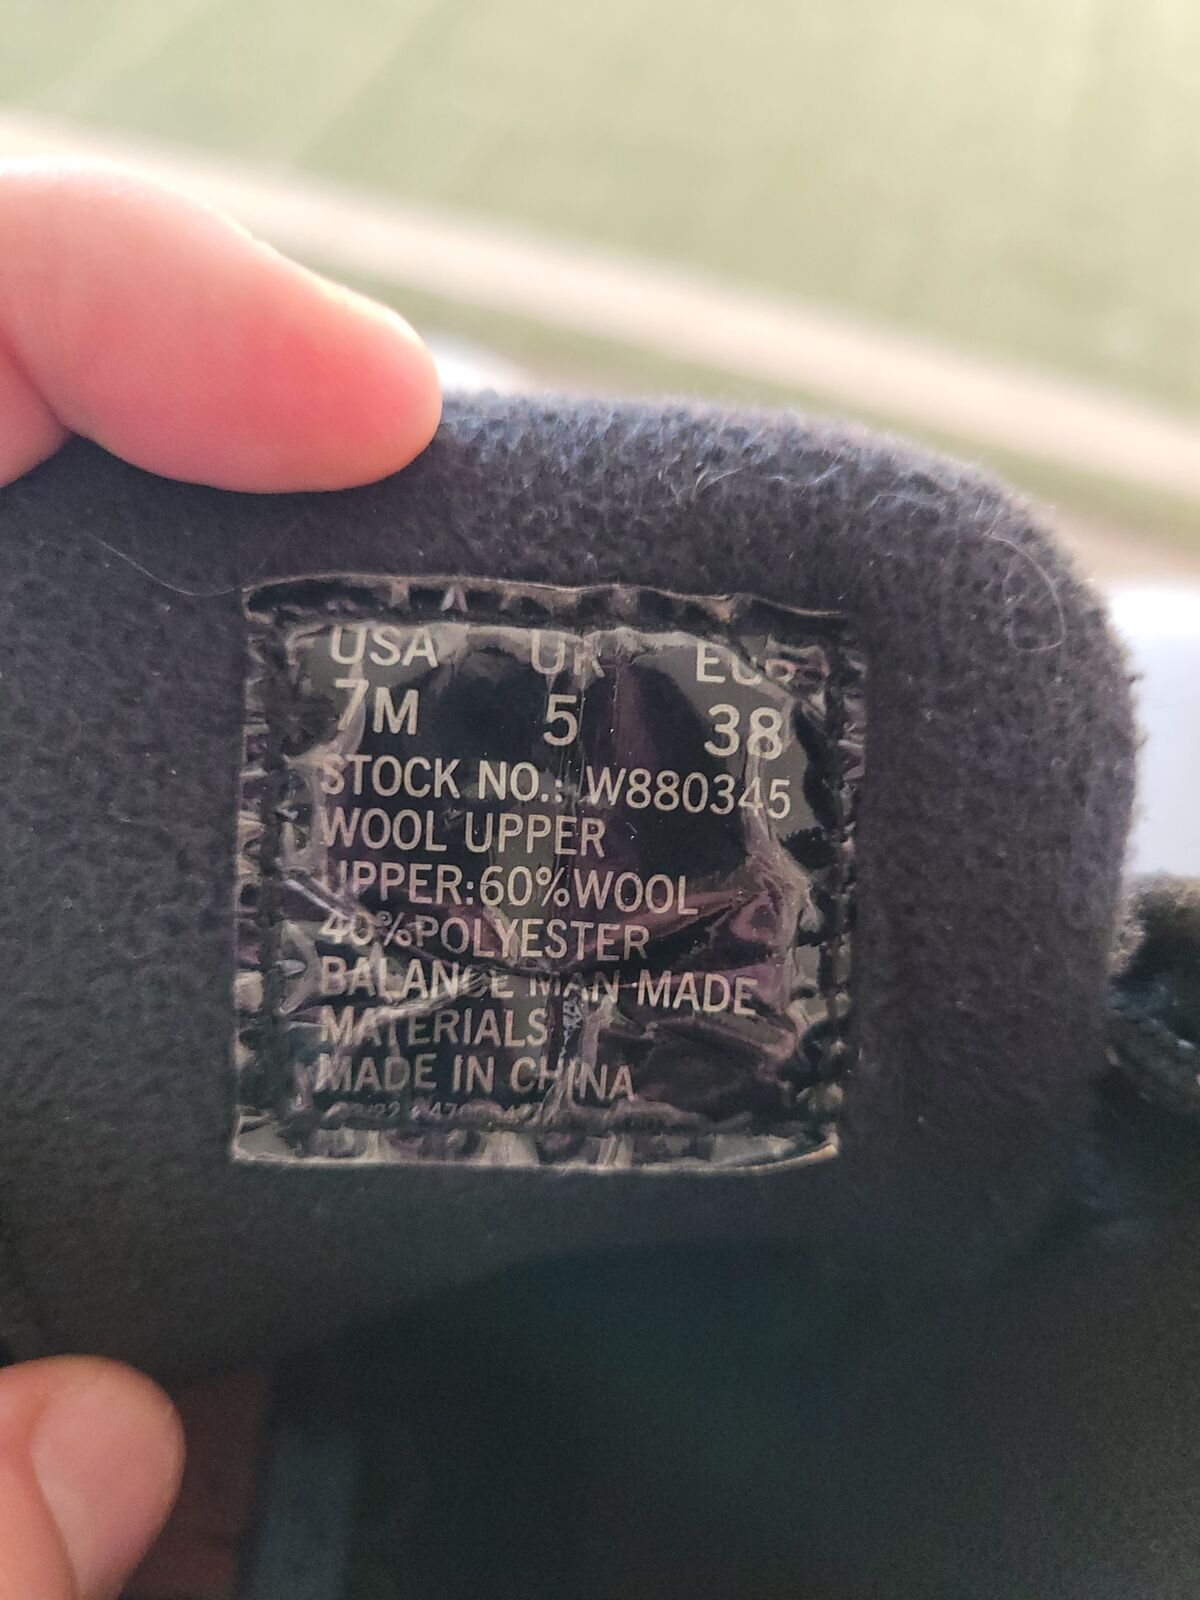 USA UK EUR
7M 5 38
STOCK NO.: W880345
WOOL UPPER
UPPER:60%WOOL
40%POLYESTER
BALANCE MAN MADE
MATERIALS
MADE IN CHINA